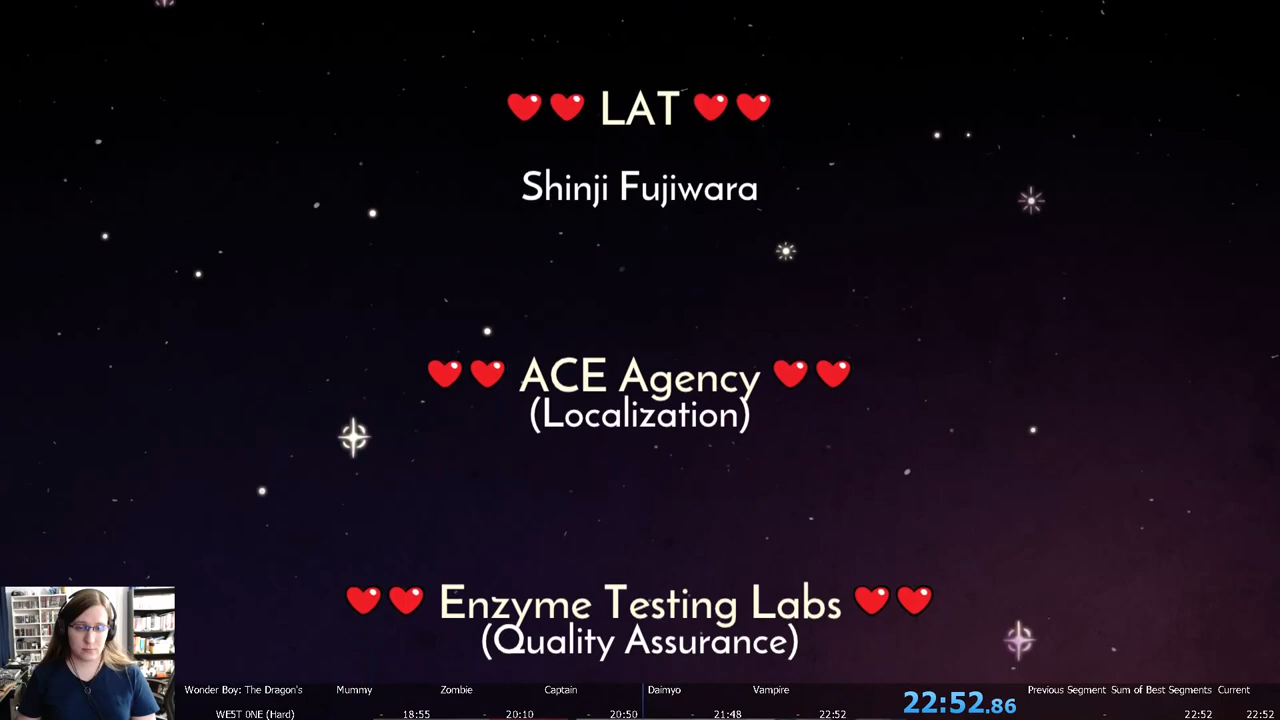 LAT
Shinji Fujiwara
ACE Agency
(Localization)
Enzyme Testing Labs
(Quality Assurance)
Wonder Boy: The Dragon's
Mummy
Zombie
Captain
Daimyo
Vampire
22:52.86
Previous Segment
Sum of Best Segments
Current
WE5T 0NE (Hard)
- 18:55
- 20:10
- 20:50
- 21:48
- 22:52
- 22:52
22:52